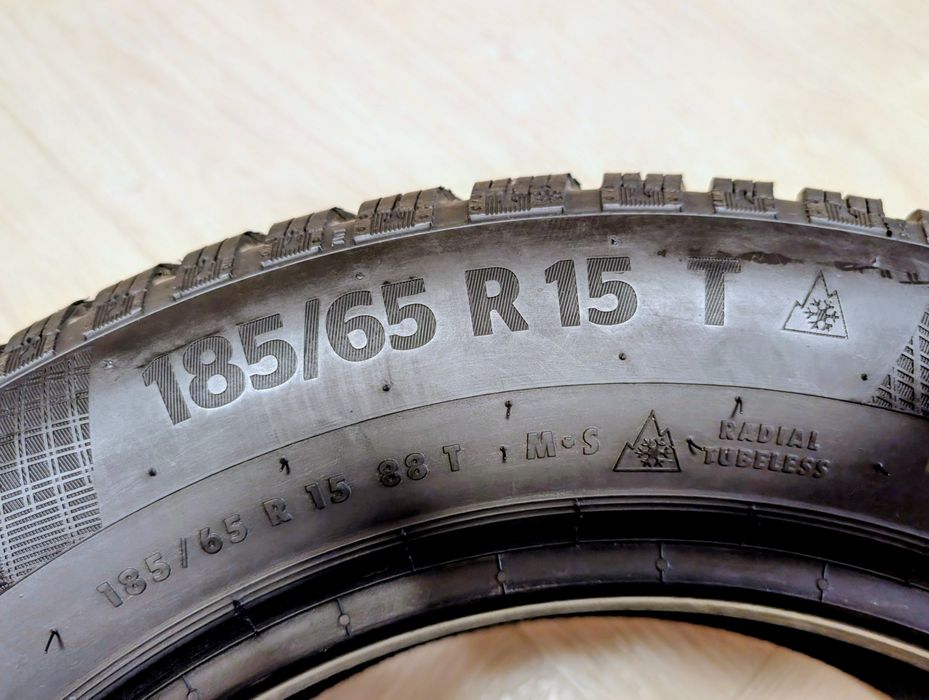 185/65 R 15 T
185/65 R 15 88 T M•S RADIAL
TUBELESS